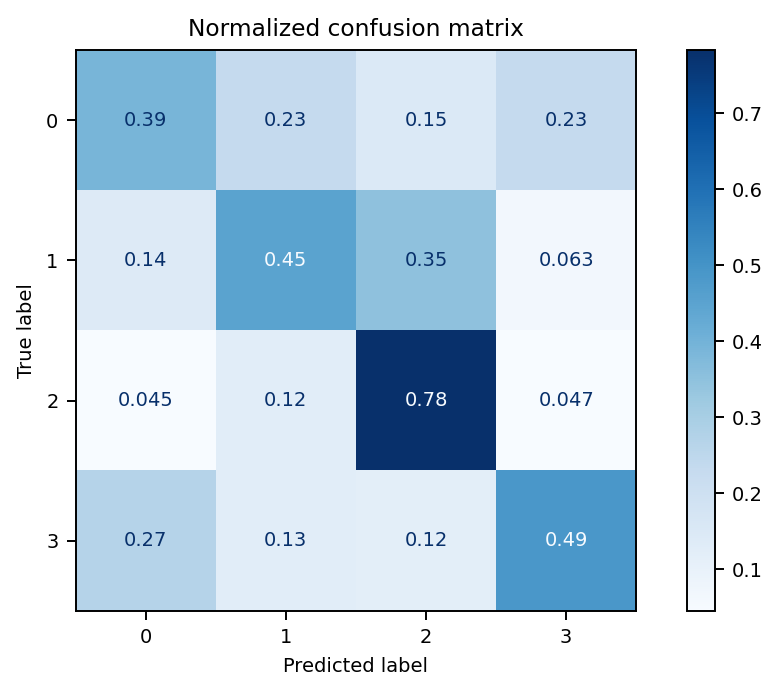 Normalized confusion matrix
0 0.39 0.23 0.15 0.23
1 0.14 0.45 0.35 0.063
2 0.045 0.12 0.78 0.047
3 0.27 0.13 0.12 0.49
0 1 2 3
Predicted label
True label
0.7
0.6
0.5
0.4
0.3
0.2
0.1